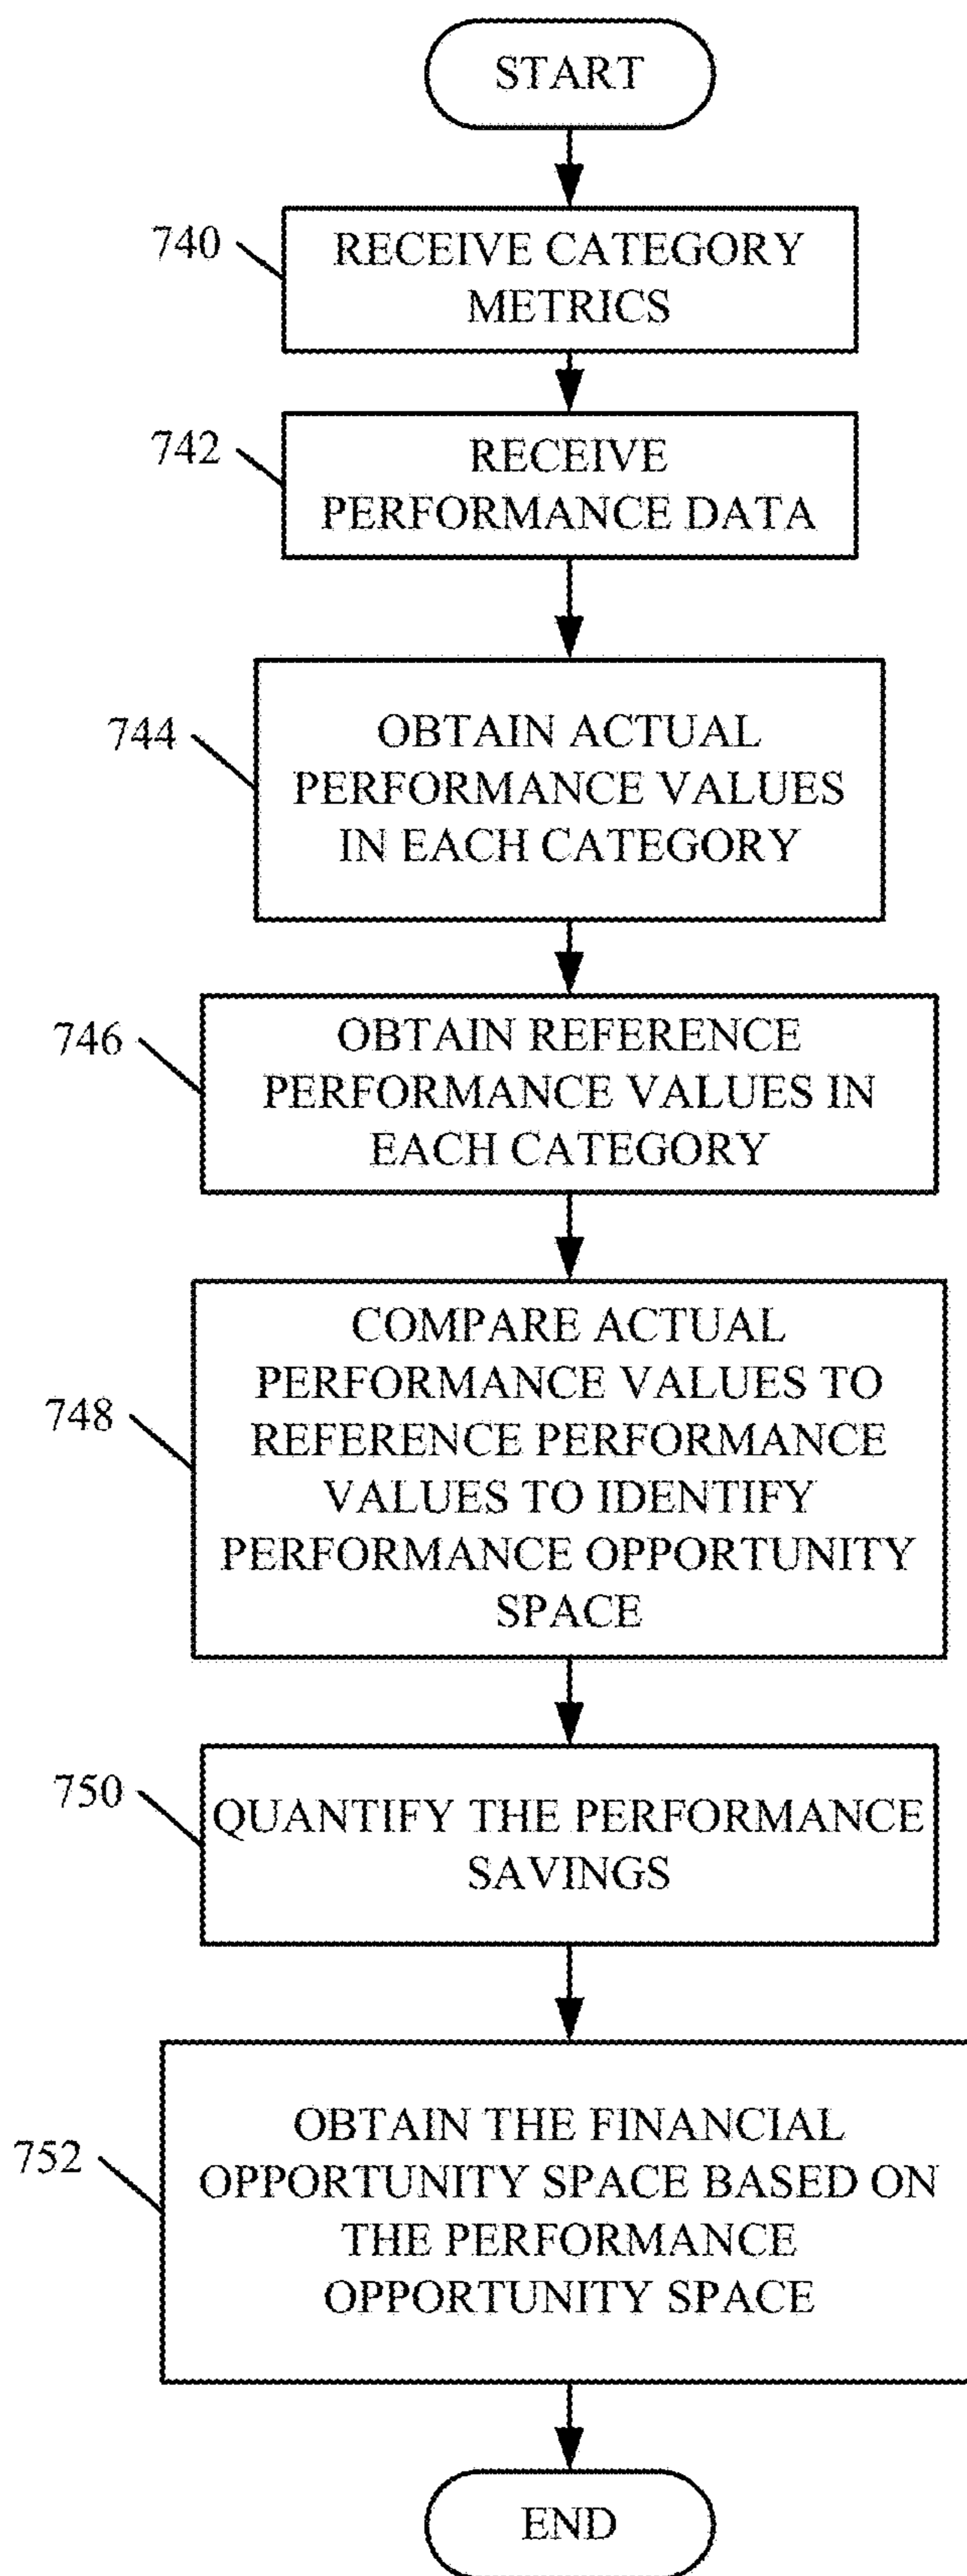 START
740
RECEIVE CATEGORY
METRICS
742
RECEIVE
PERFORMANCE DATA
744
OBTAIN ACTUAL
PERFORMANCE VALUES
IN EACH CATEGORY
746
OBTAIN REFERENCE
PERFORMANCE VALUES IN
EACH CATEGORY
748
COMPARE ACTUAL
PERFORMANCE VALUES TO
REFERENCE PERFORMANCE
VALUES TO IDENTIFY
PERFORMANCE OPPORTUNITY
SPACE
750
QUANTIFY THE PERFORMANCE
SAVINGS
752
OBTAIN THE FINANCIAL
OPPORTUNITY SPACE BASED ON
THE PERFORMANCE
OPPORTUNITY SPACE
END